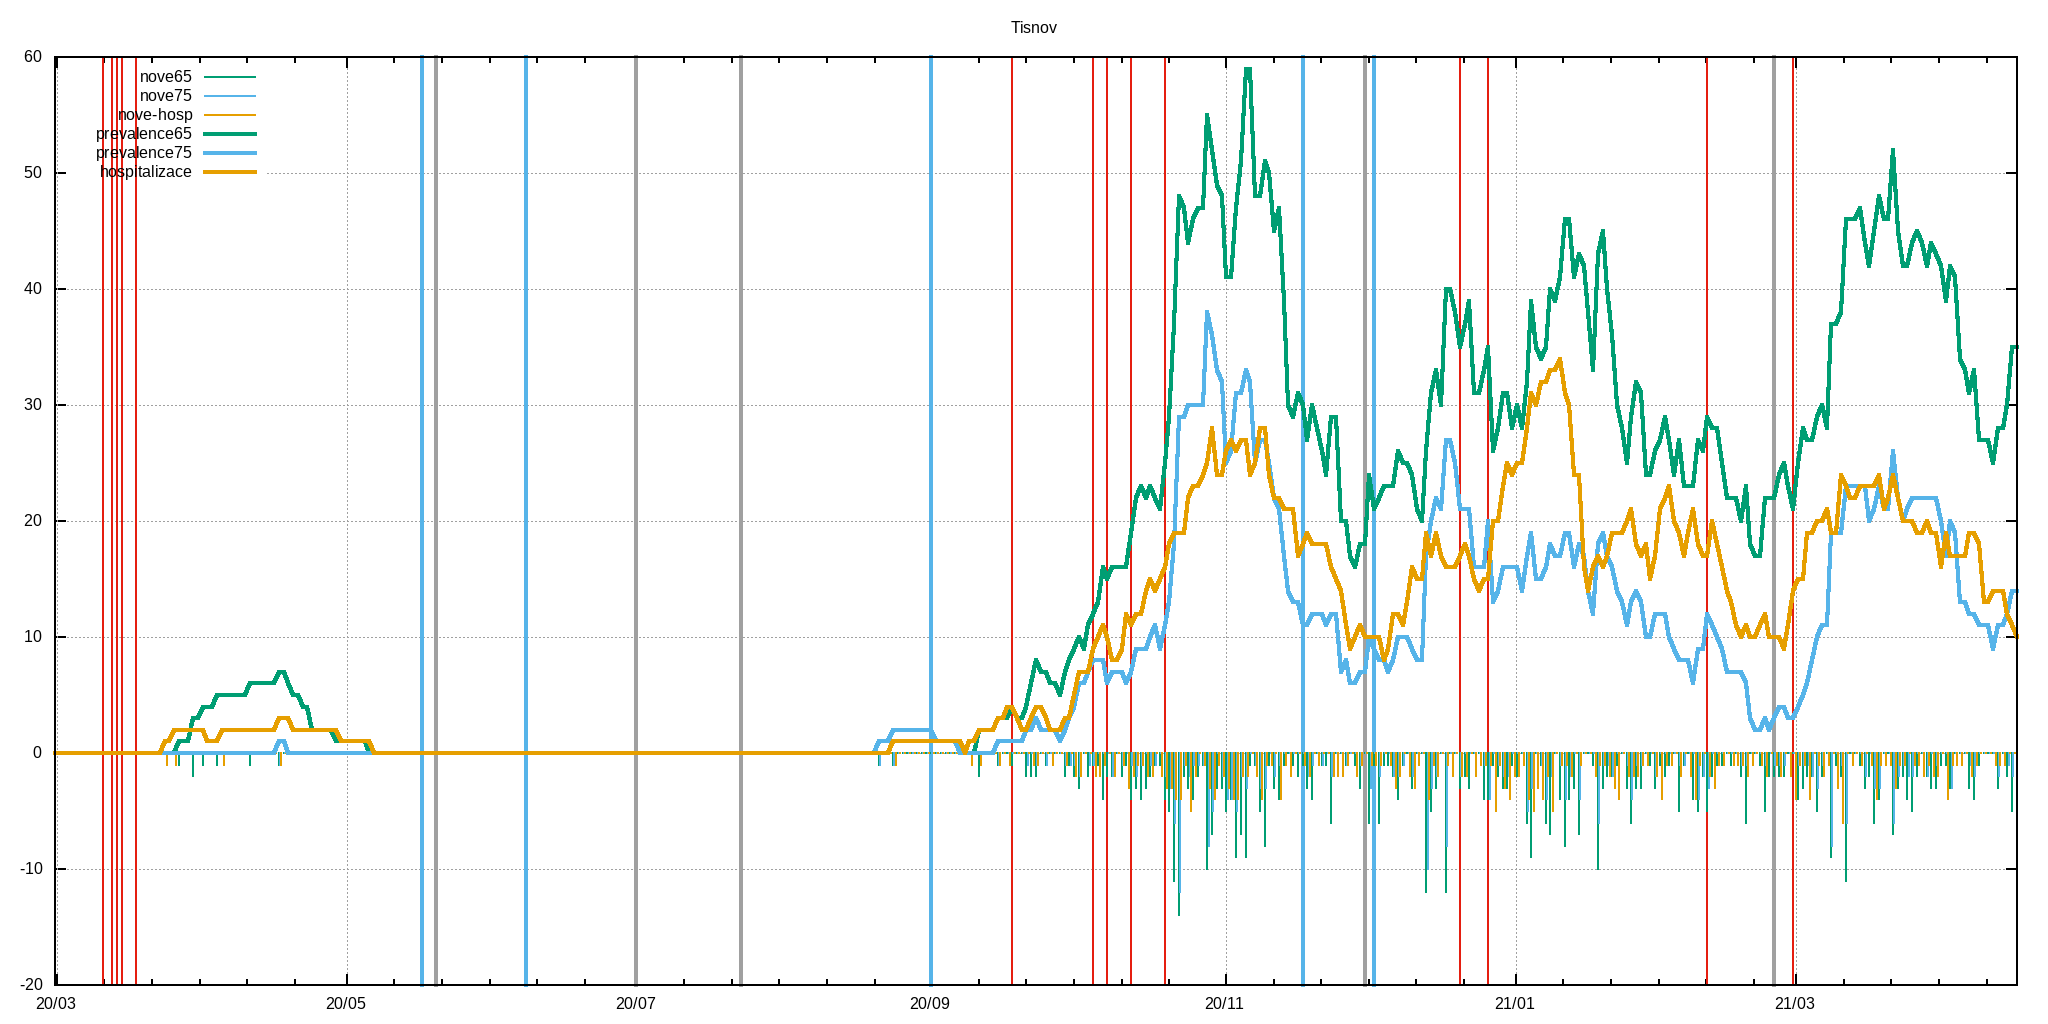 Tisnov
60
nove65
nove75
nove-hosp
prevalence65
prevalence75
hospitalizace
50
40
30
20
10
0
-10
-20
20/03 20/05 20/07 20/09 20/11 21/01 21/03